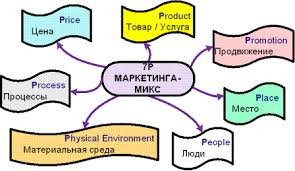 Price
Цена
Product
Товар / Услуга
Promotion
Продвижение
7P
МАРКЕТИНГА-
МИКС
Process
Процессы
Place
Место
Physical Environment
Материальная среда
People
Люди